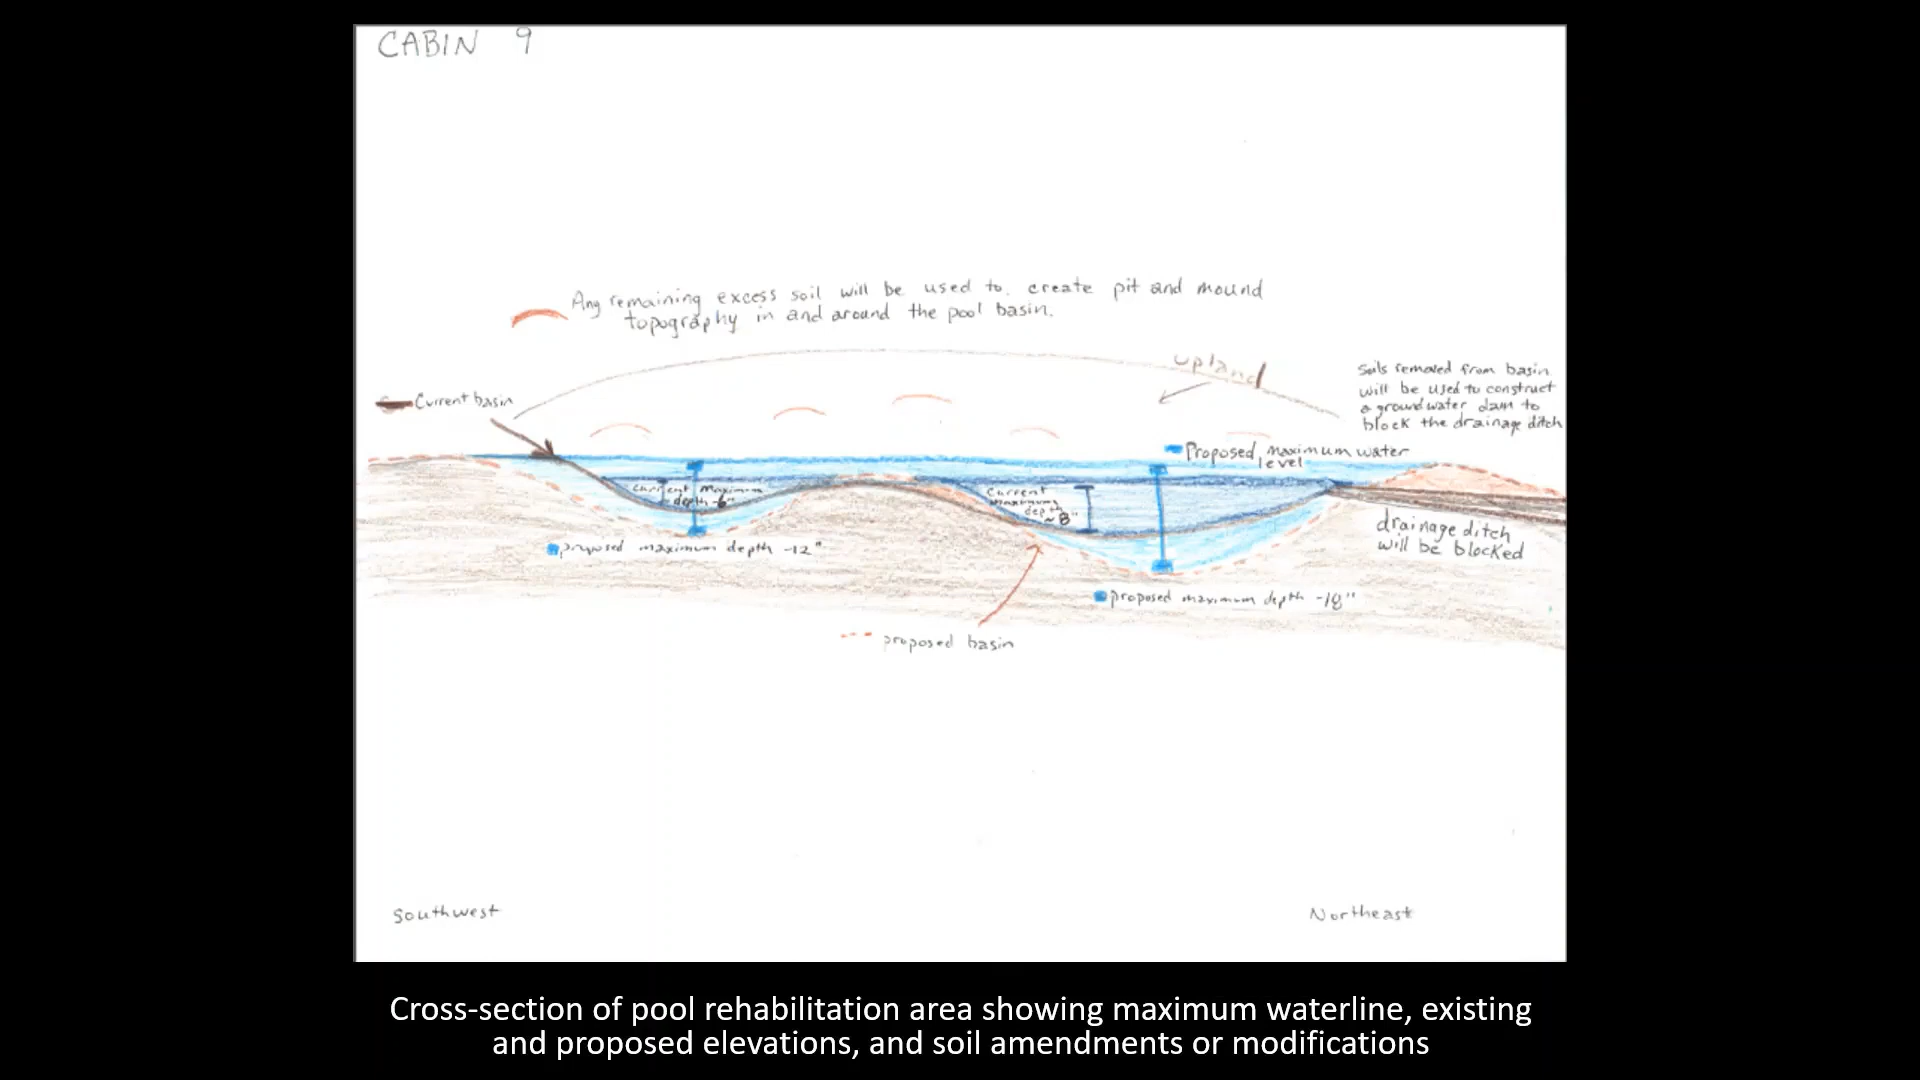 CABIN 9
Any remaining excess soil will be used to create pit and mound
topography in and around the pool basin.
upland
Soils removed from basin
will be used to construct
a groundwater dam to
block the drainage ditch
Current basin
Proposed maximum water
level
Current maximum
depth ~6"
Current
maximum
depth
~8"
drainage ditch
will be blocked
proposed maximum depth ~12"
proposed maximum depth ~18"
proposed basin
Southwest
Northeast
Cross-section of pool rehabilitation area showing maximum waterline, existing
and proposed elevations, and soil amendments or modifications